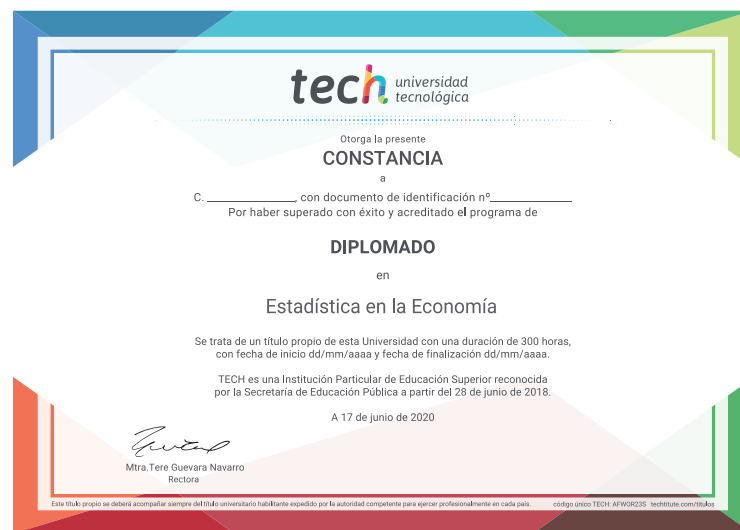 tech universidad
tecnológica
Otorga la presente
CONSTANCIA
a
C. ______________, con documento de identificación nº_____________
Por haber superado con éxito y acreditado el programa de
DIPLOMADO
en
Estadística en la Economía
Se trata de un título propio de esta Universidad con una duración de 300 horas,
con fecha de inicio dd/mm/aaaa y fecha de finalización dd/mm/aaaa.
TECH es una Institución Particular de Educación Superior reconocida
por la Secretaría de Educación Pública a partir del 28 de junio de 2018.
A 17 de junio de 2020
Mtra.Tere Guevara Navarro
Rectora
Este título propio se deberá acompañar siempre del título universitario habilitante expedido por la autoridad competente para ejercer profesionalmente en cada país. código único TECH: AFWOR23S techtitute.com/titulos